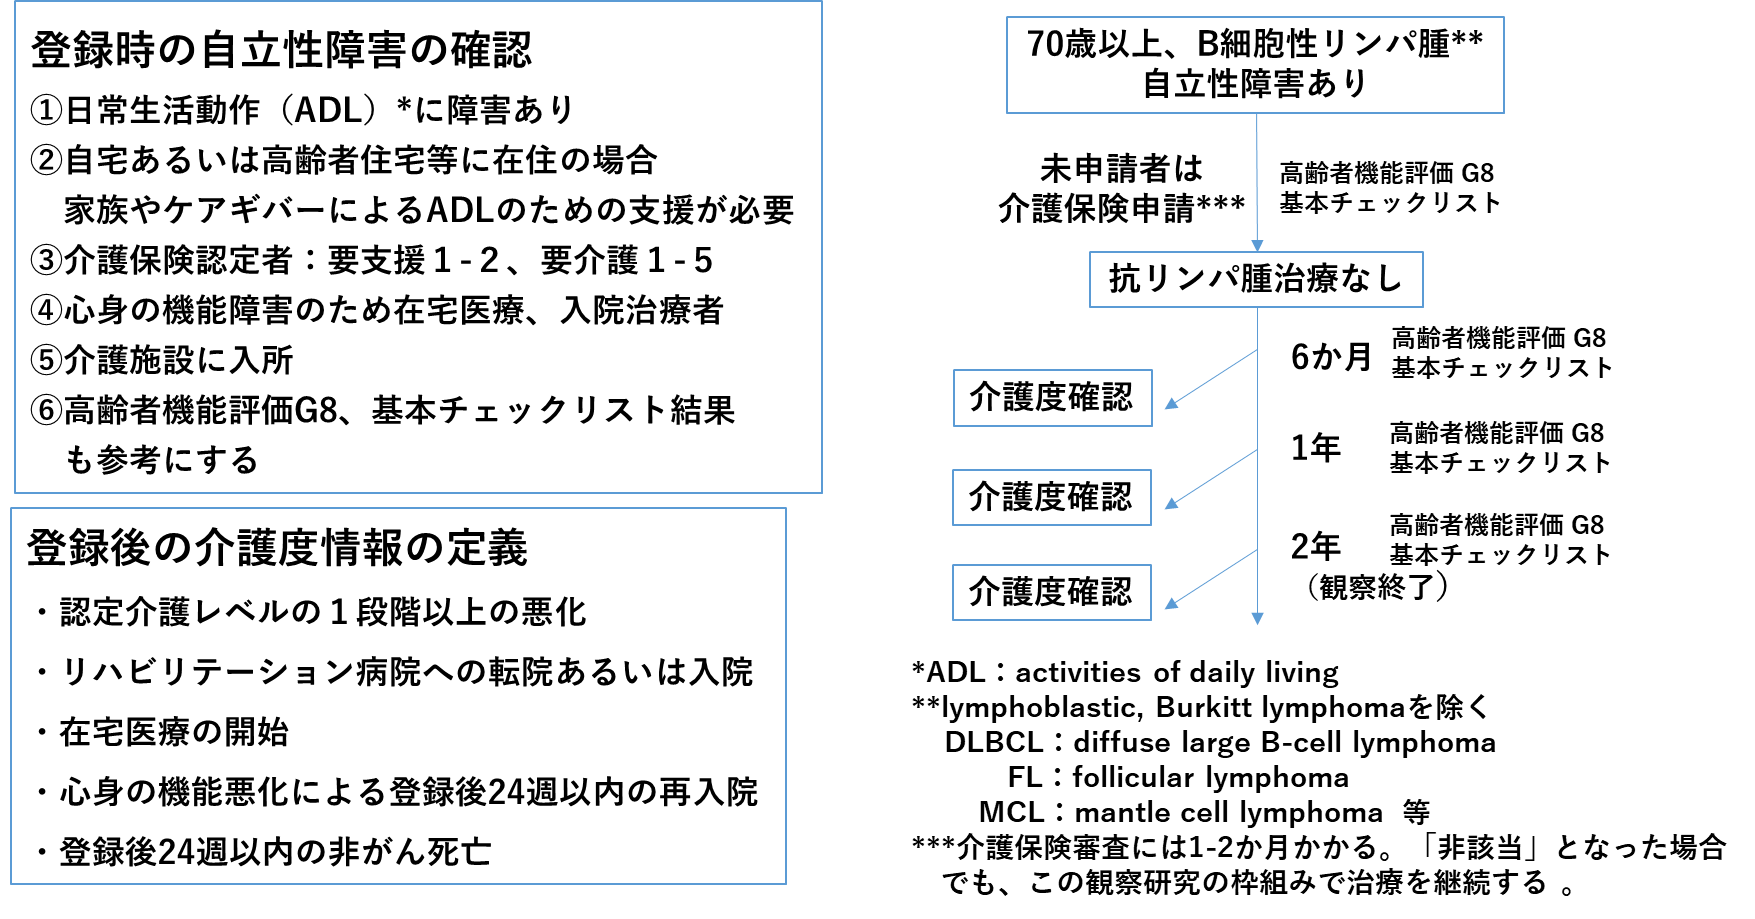 登録時の自立性障害の確認
①日常生活動作（ADL）*に障害あり
②自宅あるいは高齢者住宅等に在住の場合
家族やケアギバーによるADLのための支援が必要
③介護保険認定者：要支援１-２、要介護１-５
④心身の機能障害のため在宅医療、入院治療者
⑤介護施設に入所
⑥高齢者機能評価G8、基本チェックリスト結果
も参考にする
登録後の介護度情報の定義
・認定介護レベルの１段階以上の悪化
・リハビリテーション病院への転院あるいは入院
・在宅医療の開始
・心身の機能悪化による登録後24週以内の再入院
・登録後24週以内の非がん死亡
70歳以上、B細胞性リンパ腫**
自立性障害あり
未申請者は
介護保険申請***
高齢者機能評価 G8
基本チェックリスト
抗リンパ腫治療なし
6か月
高齢者機能評価 G8
基本チェックリスト
介護度確認
1年
高齢者機能評価 G8
基本チェックリスト
介護度確認
2年
（観察終了）
高齢者機能評価 G8
基本チェックリスト
介護度確認
*ADL：activities of daily living
**lymphoblastic, Burkitt lymphomaを除く
DLBCL：diffuse large B-cell lymphoma
FL：follicular lymphoma
MCL：mantle cell lymphoma 等
***介護保険審査には1-2か月かかる。「非該当」となった場合
でも、この観察研究の枠組みで治療を継続する 。